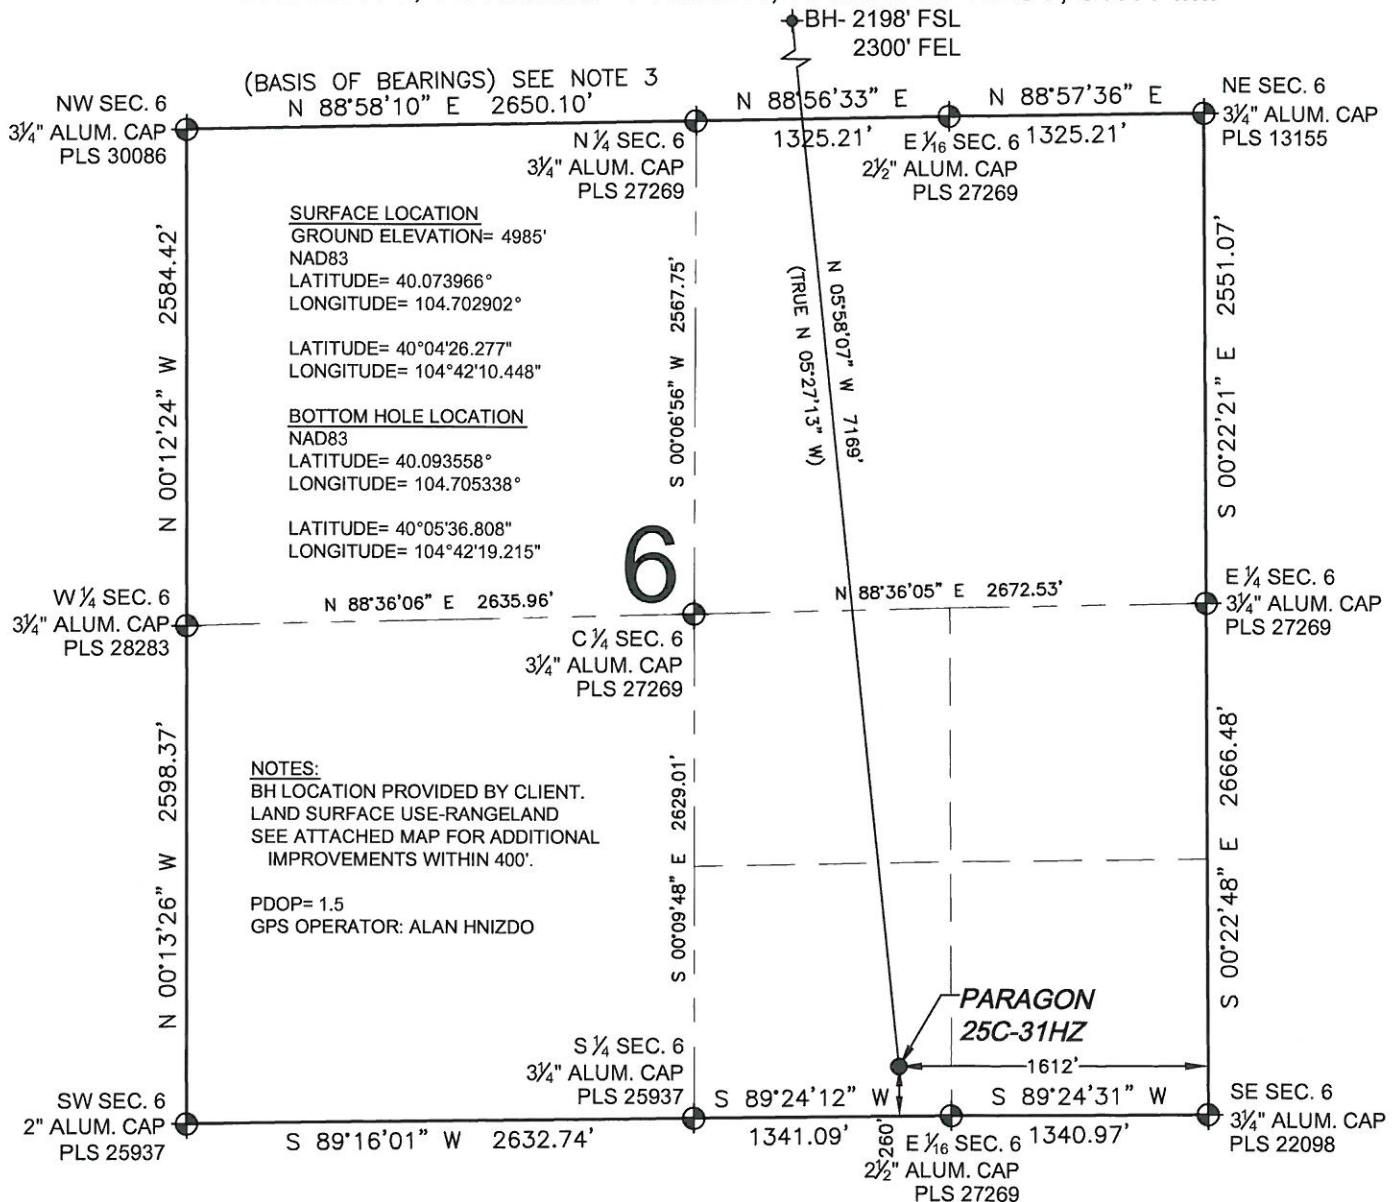 BH- 2198' FSL
2300' FEL
(BASIS OF BEARINGS) SEE NOTE 3
N 88°58'10" E 2650.10'
N 88°56'33" E
1325.21'
N 88°57'36" E
1325.21'
NW SEC. 6
3¼" ALUM. CAP
PLS 30086
N ¼ SEC. 6
3¼" ALUM. CAP
PLS 27269
E 1⁄16 SEC. 6
2½" ALUM. CAP
PLS 27269
NE SEC. 6
3¼" ALUM. CAP
PLS 13155
SURFACE LOCATION
GROUND ELEVATION= 4985'
NAD83
LATITUDE= 40.073966°
LONGITUDE= 104.702902°
LATITUDE= 40°04'26.277"
LONGITUDE= 104°42'10.448"
BOTTOM HOLE LOCATION
NAD83
LATITUDE= 40.093558°
LONGITUDE= 104.705338°
LATITUDE= 40°05'36.808"
LONGITUDE= 104°42'19.215"
N 00°12'24" W 2584.42'
S 00°06'56" W 2567.75'
N 05°58'07" W 7169'
(TRUE N 05°27'13" W)
S 00°22'21" E 2551.07'
6
W ¼ SEC. 6
3¼" ALUM. CAP
PLS 28283
N 88°36'06" E 2635.96'
C ¼ SEC. 6
3¼" ALUM. CAP
PLS 27269
N 88°36'05" E 2672.53'
E ¼ SEC. 6
3¼" ALUM. CAP
PLS 27269
NOTES:
BH LOCATION PROVIDED BY CLIENT.
LAND SURFACE USE-RANGELAND
SEE ATTACHED MAP FOR ADDITIONAL
IMPROVEMENTS WITHIN 400'.
PDOP= 1.5
GPS OPERATOR: ALAN HNIZDO
N 00°13'26" W 2598.37'
S 00°09'48" E 2629.01'
S 00°22'48" E 2666.48'
PARAGON
25C-31HZ
1612'
260'
SW SEC. 6
2" ALUM. CAP
PLS 25937
S 89°16'01" W 2632.74'
S ¼ SEC. 6
3¼" ALUM. CAP
PLS 25937
S 89°24'12" W
1341.09'
E 1⁄16 SEC. 6
2½" ALUM. CAP
PLS 27269
S 89°24'31" W
1340.97'
SE SEC. 6
3¼" ALUM. CAP
PLS 22098